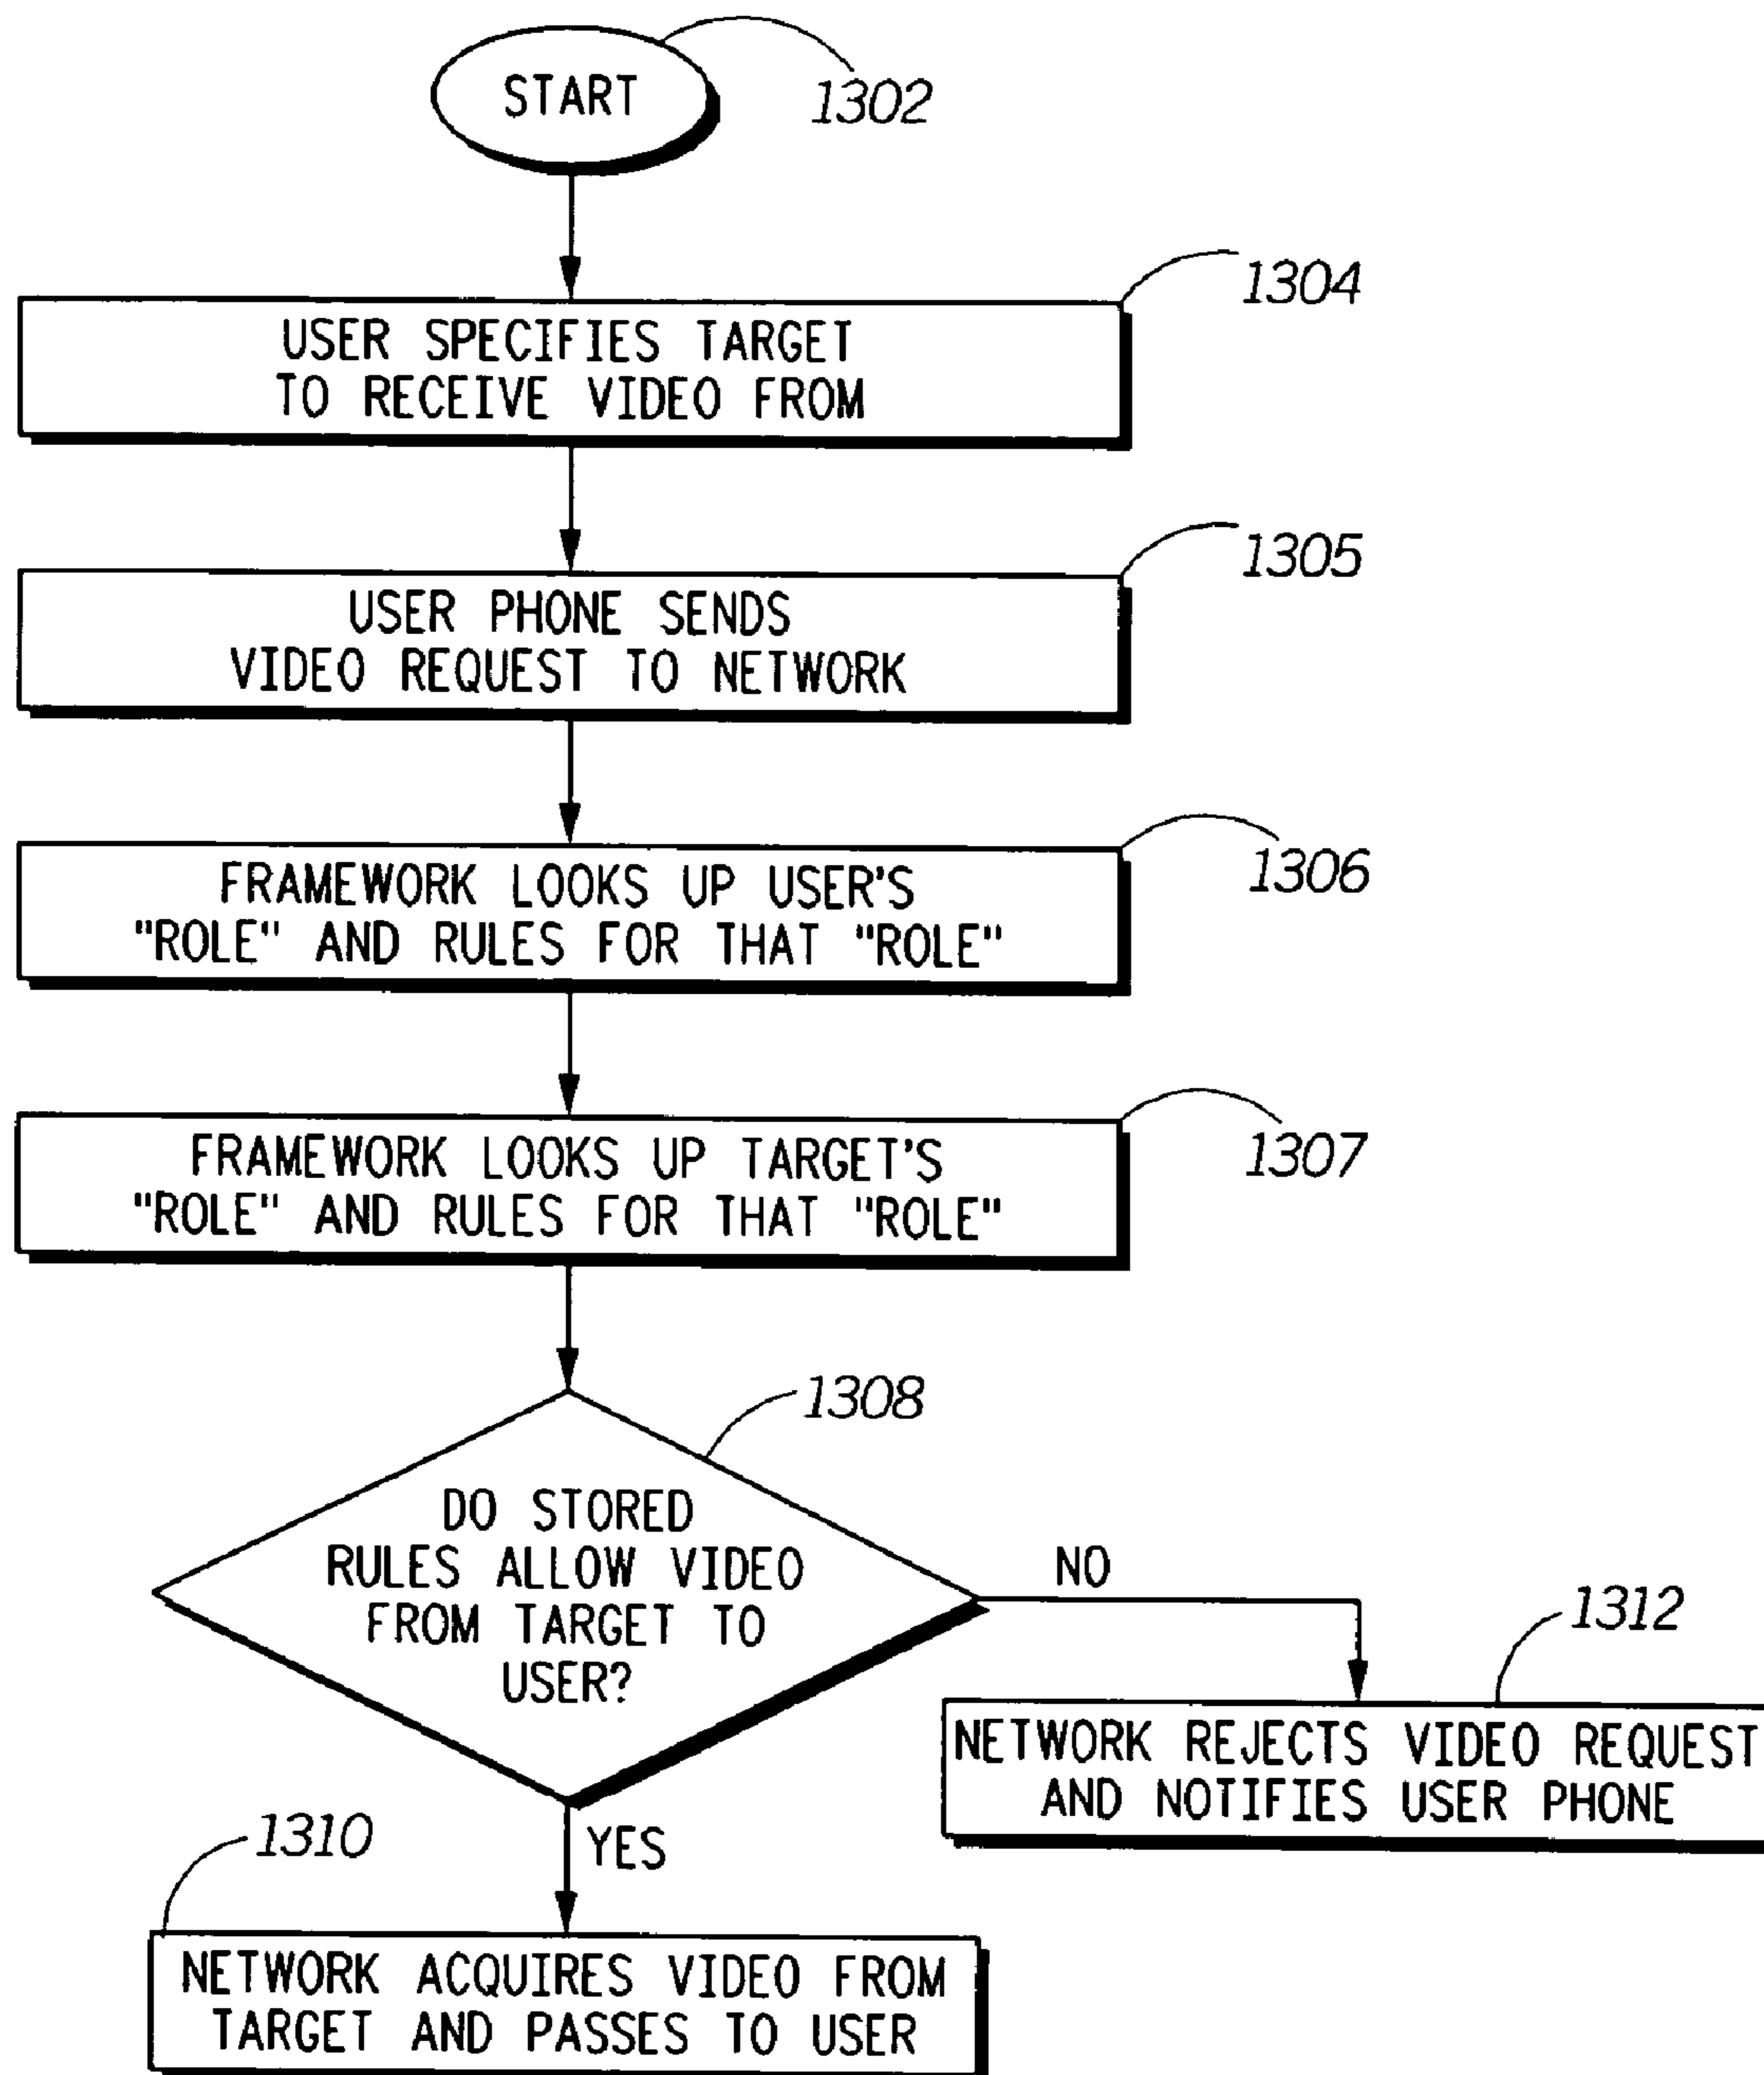 START
1302
1304
USER SPECIFIES TARGET
TO RECEIVE VIDEO FROM
1305
USER PHONE SENDS
VIDEO REQUEST TO NETWORK
1306
FRAMEWORK LOOKS UP USER'S
"ROLE" AND RULES FOR THAT "ROLE"
1307
FRAMEWORK LOOKS UP TARGET'S
"ROLE" AND RULES FOR THAT "ROLE"
1308
DO STORED
RULES ALLOW VIDEO
FROM TARGET TO
USER?
NO
1312
NETWORK REJECTS VIDEO REQUEST
AND NOTIFIES USER PHONE
1310
YES
NETWORK ACQUIRES VIDEO FROM
TARGET AND PASSES TO USER